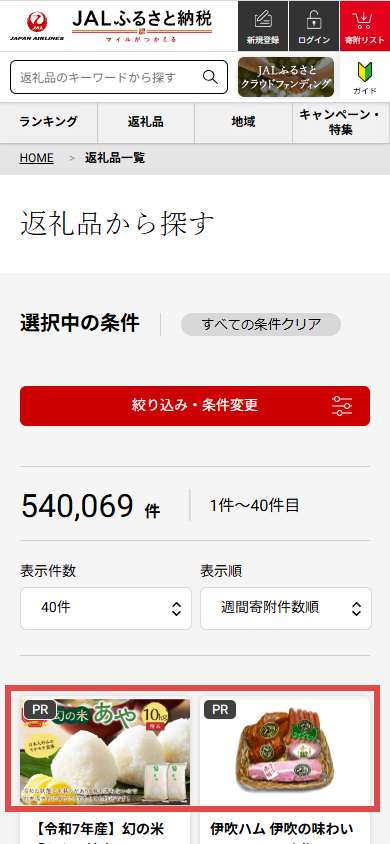 JAPAN AIRLINES
JALふるさと納税
マイルがつかえる
新規登録
ログイン
寄附リスト
返礼品のキーワードから探す
JALふるさと
クラウドファンディング
ガイド
ランキング
返礼品
地域
キャンペーン・
特集
HOME > 返礼品一覧
返礼品から探す
選択中の条件
すべての条件クリア
絞り込み・条件変更
540,069 件
1件〜40件目
表示件数
表示順
40件
週間寄附件数順
PR
幻の米 あや 10kg
PR
【令和7年産】幻の米
伊吹ハム 伊吹の味わい